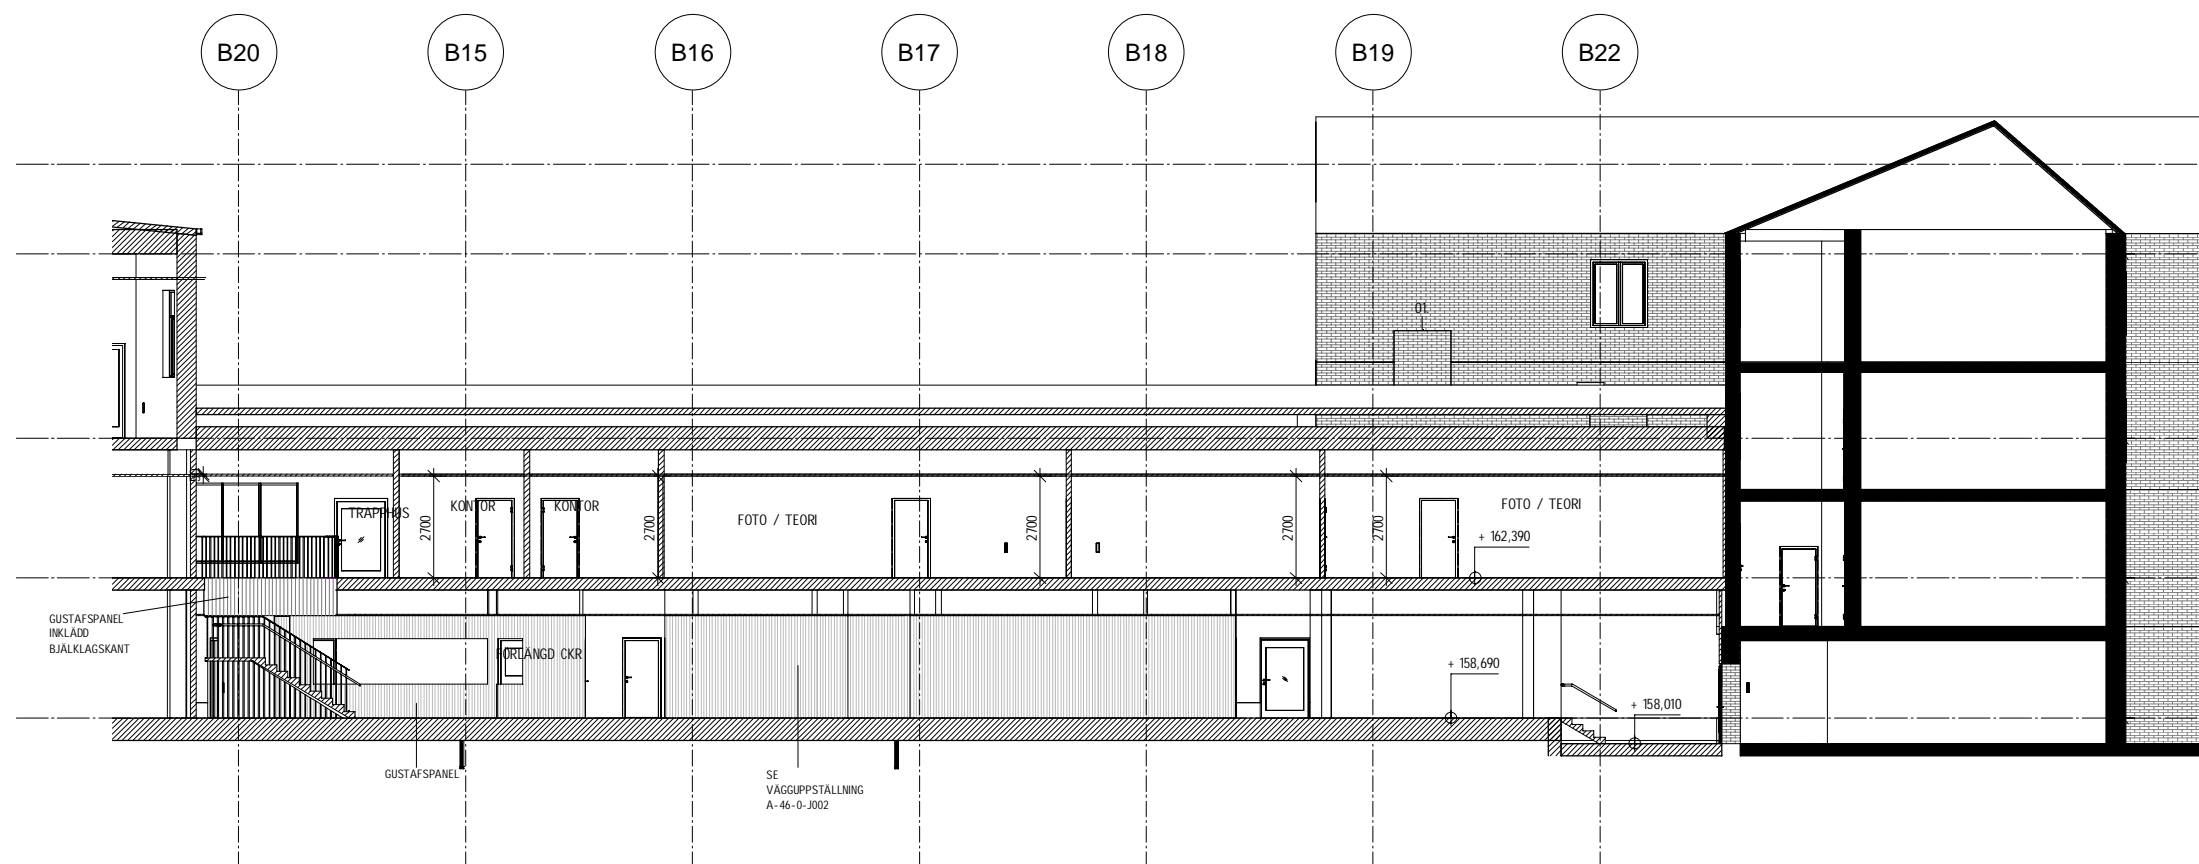 B20
B15
B16
B17
B18
B19
B22
01.
TRAPPHUS
KONTOR
KONTOR
FOTO / TEORI
FOTO / TEORI
2700
2700
2700
2700
2700
+ 162,390
GUSTAFSPANEL
INKLÄDD
BJÄLKLAGSKANT
FÖRLÄNGD CKR
+ 158,690
+ 158,010
GUSTAFSPANEL
SE
VÄGGUPPSTÄLLNING
A-46-0-J002